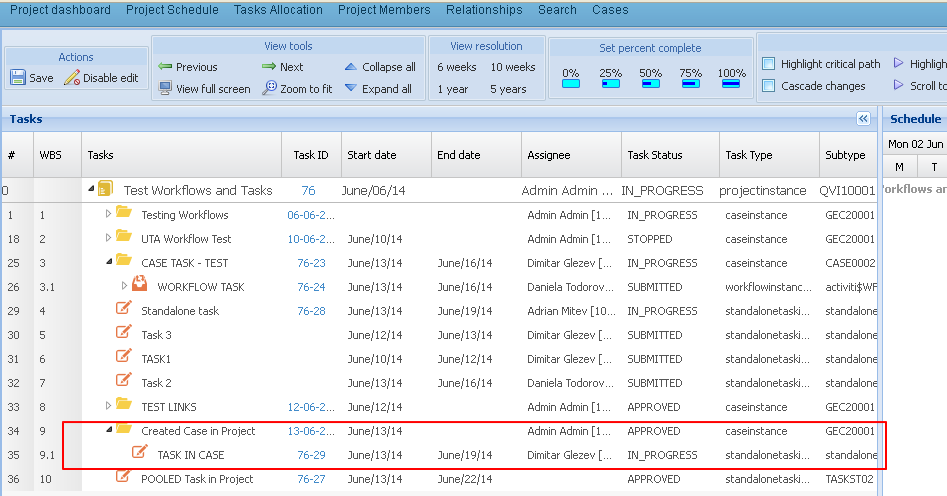 Project dashboard Project Schedule Tasks Allocation Project Members Relationships Search Cases
Actions
Save Disable edit
View tools
Previous Next Collapse all
View full screen Zoom to fit Expand all
View resolution
6 weeks 10 weeks
1 year 5 years
Set percent complete
0% 25% 50% 75% 100%
Highlight critical path Highligh
Cascade changes Scroll to
Tasks Schedule
# WBS Tasks Task ID Start date End date Assignee Task Status Task Type Subtype Mon 02 Jun
M T
0 Test Workflows and Tasks 76 June/06/14 Admin Admin ... IN_PROGRESS projectinstance QVI10001 orkflows an
1 1 Testing Workflows 06-06-2... Admin Admin [1... IN_PROGRESS caseinstance GEC20001
18 2 UTA Workflow Test 10-06-2... June/10/14 Admin Admin [1... STOPPED caseinstance GEC20001
25 3 CASE TASK - TEST 76-23 June/13/14 June/16/14 Dimitar Glezev [... IN_PROGRESS caseinstance CASE0002
26 3.1 WORKFLOW TASK 76-24 June/13/14 June/16/14 Daniela Todorov... SUBMITTED workflowinstanc... activiti$WF
29 4 Standalone task 76-28 June/13/14 June/19/14 Adrian Mitev [10... IN_PROGRESS standalonetaski... standalone
30 5 Task 3 June/12/14 June/13/14 Dimitar Glezev [... SUBMITTED standalonetaski... standalone
31 6 TASK1 June/10/14 June/12/14 Dimitar Glezev [... SUBMITTED standalonetaski... standalone
32 7 Task 2 June/13/14 June/16/14 Daniela Todorov... SUBMITTED standalonetaski... standalone
33 8 TEST LINKS 12-06-2... June/12/14 Admin Admin [1... APPROVED caseinstance GEC20001
34 9 Created Case in Project 13-06-2... June/13/14 Admin Admin [1... APPROVED caseinstance GEC20001
35 9.1 TASK IN CASE 76-29 June/13/14 June/19/14 Dimitar Glezev [... IN_PROGRESS standalonetaski... standalone
36 10 POOLED Task in Project 76-27 June/13/14 June/22/14 APPROVED standalonetaski... TASKST02